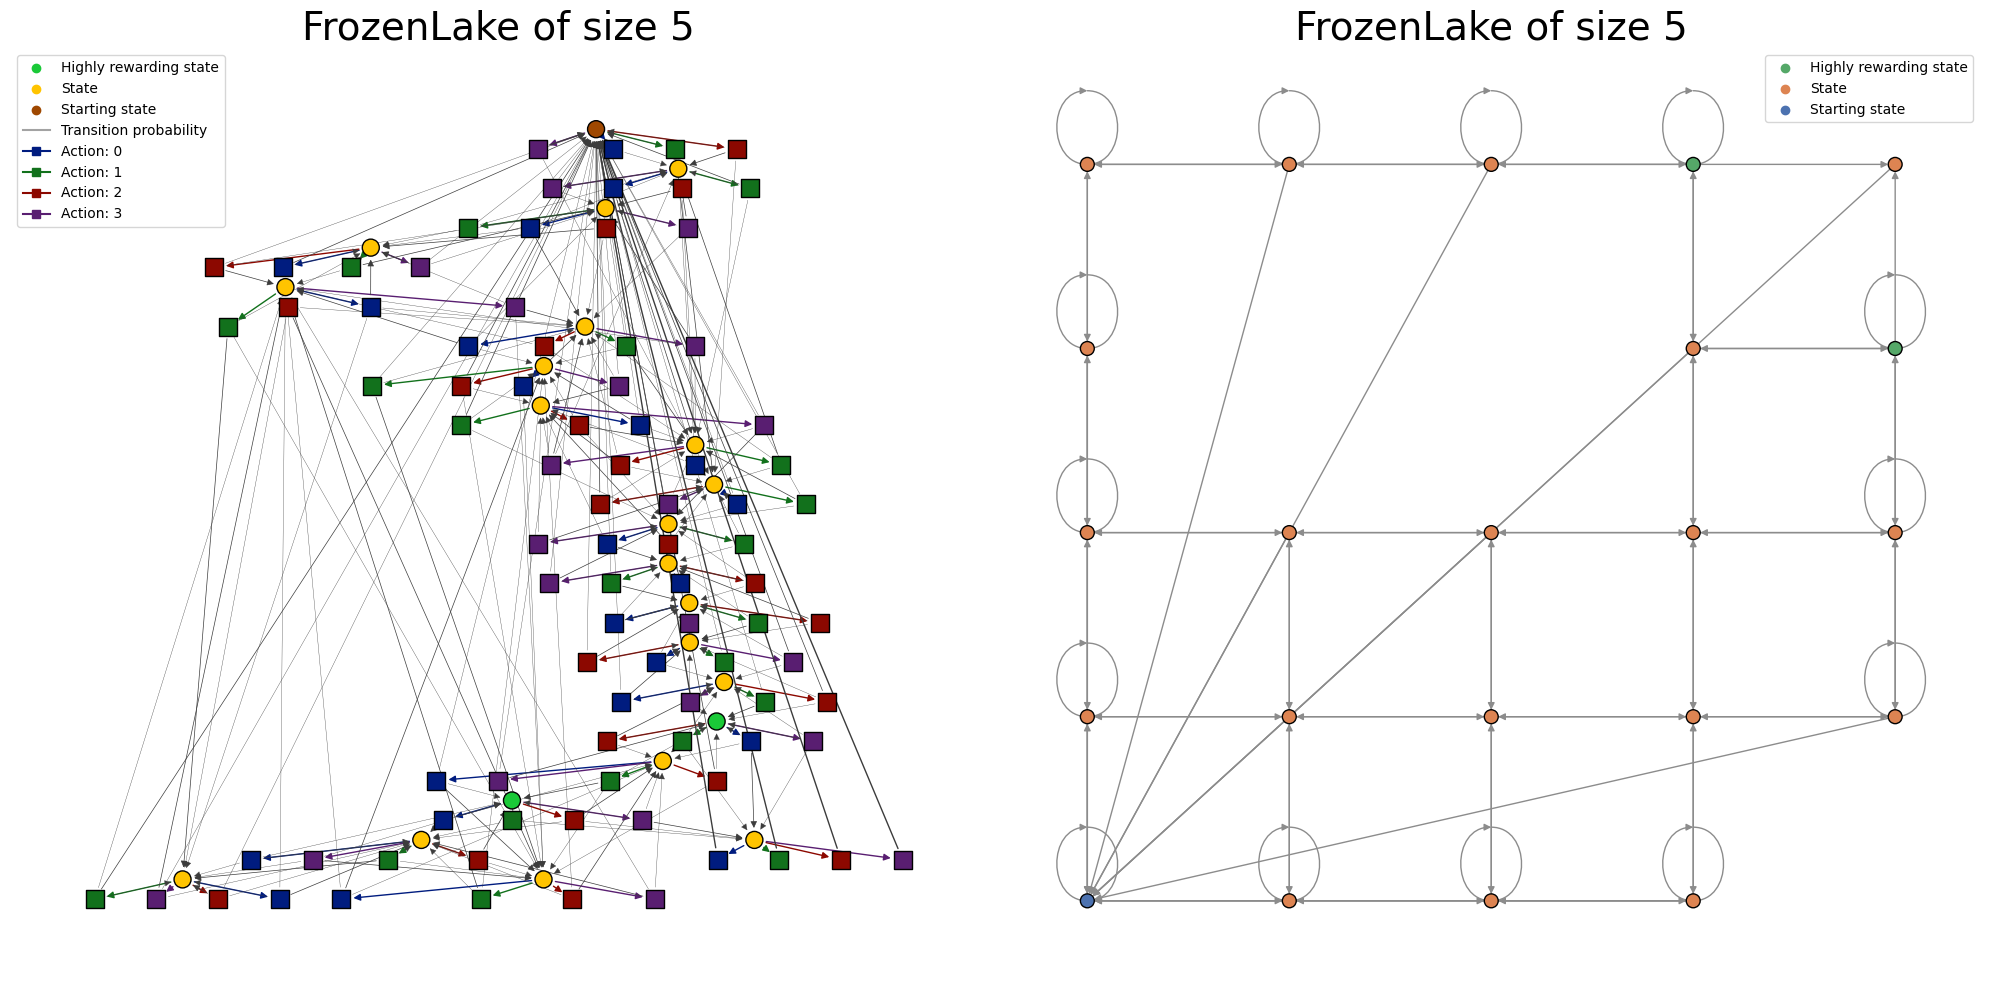 FrozenLake of size 5
Highly rewarding state
State
Starting state
Transition probability
Action: 0
Action: 1
Action: 2
Action: 3
FrozenLake of size 5
Highly rewarding state
State
Starting state